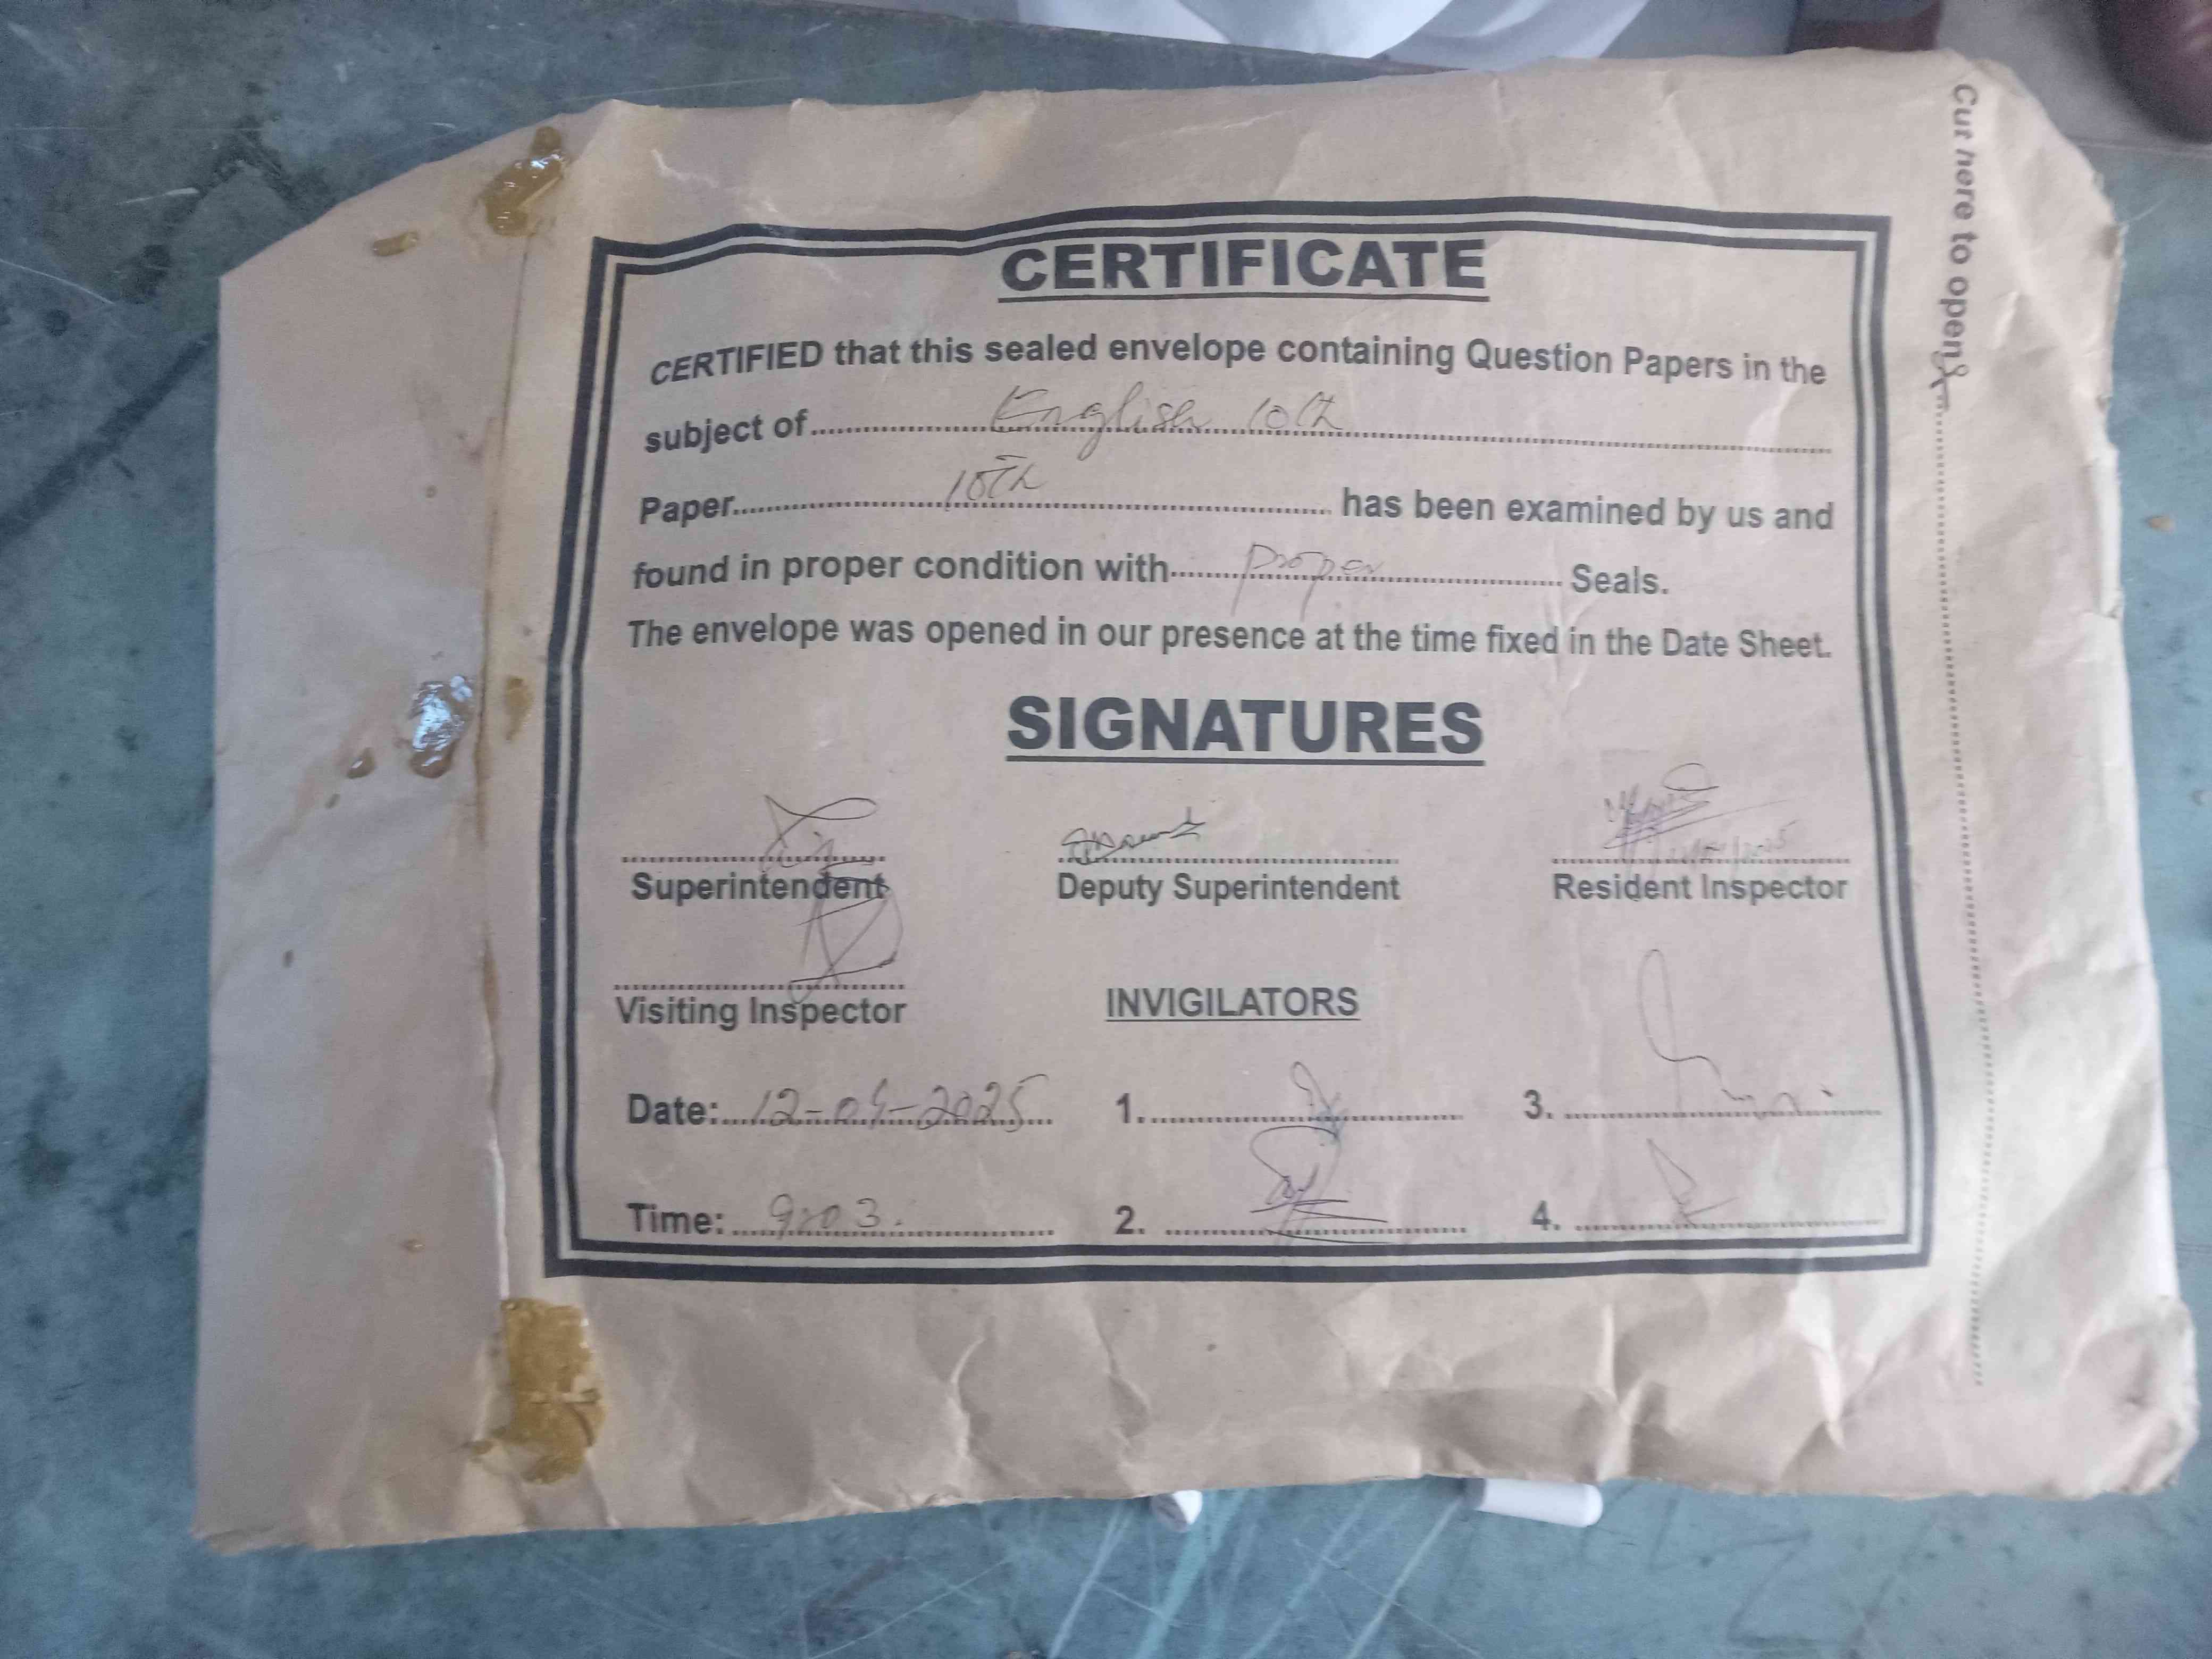 CERTIFICATE
CERTIFIED that this sealed envelope containing Question Papers in the
subject of English 10th
Paper 10th has been examined by us and
found in proper condition with proper Seals.
The envelope was opened in our presence at the time fixed in the Date Sheet.
SIGNATURES
Superintendent Deputy Superintendent Resident Inspector
Visiting Inspector INVIGILATORS
Date: 12-04-2025 1. 3.
Time: 9:03 2. 4.
Cut here to open